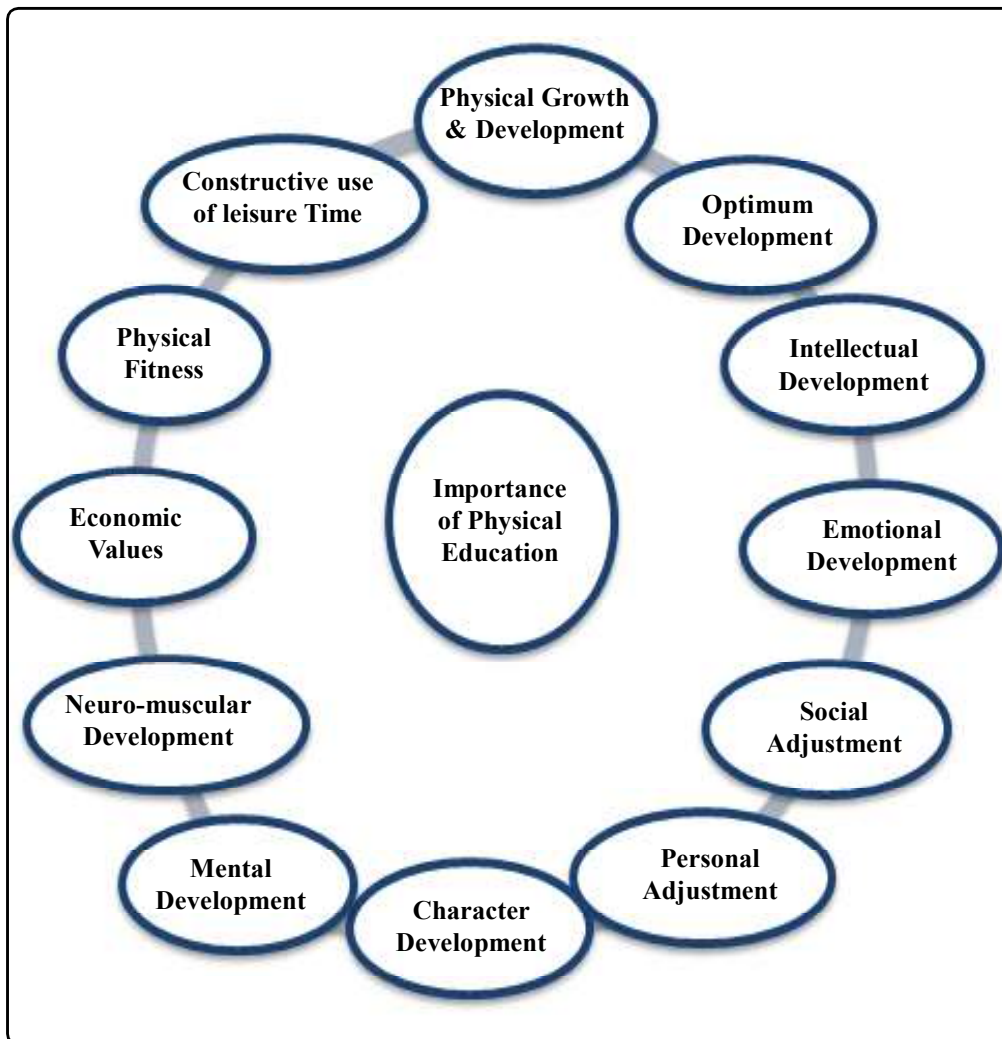 Physical Growth
& Development
Optimum
Development
Intellectual
Development
Emotional
Development
Social
Adjustment
Personal
Adjustment
Character
Development
Mental
Development
Neuro-muscular
Development
Economic
Values
Physical
Fitness
Constructive use
of leisure Time
Importance
of Physical
Education